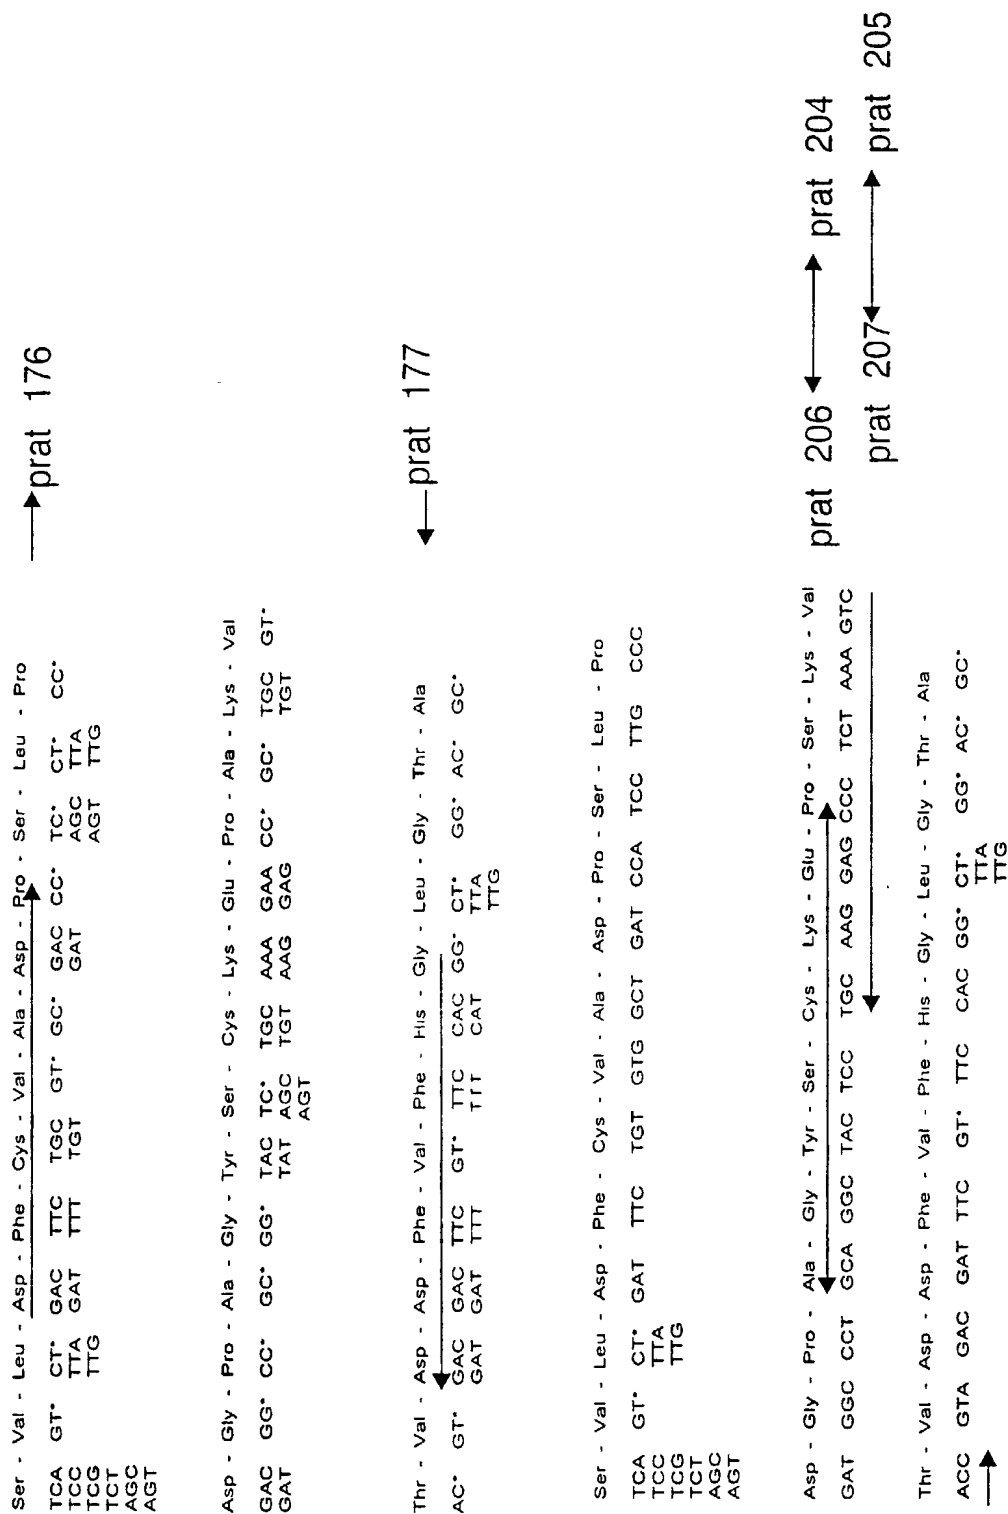 Ser - Val - Leu - Asp - Phe - Cys - Val - Ala - Asp - Pro - Ser - Leu - Pro
prat 176
TCA GT* CT* GAC TTC TGC GT* GC* GAC CC* TC* CT* CC*
TCC TTA GAT TTT TGT GAT AGC TTA
TCG TTG AGT TTG
TCT
AGC
AGT
Asp - Gly - Pro - Ala - Gly - Tyr - Ser - Cys - Lys - Glu - Pro - Ala - Lys - Val
GAC GG* CC* GC* GG* TAC TC* TGC AAA GAA CC* GC* TGC GT*
GAT TAT AGC TGT AAG GAG TGT
AGT
Thr - Val - Asp - Asp - Phe - Val - Phe - His - Gly - Leu - Gly - Thr - Ala
prat 177
AC* GT* GAC GAC TTC GT* TTC CAC GG* CT* GG* AC* GC*
GAT GAT TTT TTT CAT TTA
TTG
Ser - Val - Leu - Asp - Phe - Cys - Val - Ala - Asp - Pro - Ser - Leu - Pro
TCA GT* CT* GAT TTC TGT GTG GCT GAT CCA TCC TTG CCC
TCC TTA
TCG TTG
TCT
AGC
AGT
Asp - Gly - Pro - Ala - Gly - Tyr - Ser - Cys - Lys - Glu - Pro - Ser - Lys - Val
prat 206 prat 204
GAT GGC CCT GCA GGC TAC TCC TGC AAG GAG CCC TCT AAA GTC
prat 207 prat 205
Thr - Val - Asp - Asp - Phe - Val - Phe - His - Gly - Leu - Gly - Thr - Ala
ACC GTA GAC GAT TTC GT* TTC CAC GG* CT* GG* AC* GC*
TTA
TTG